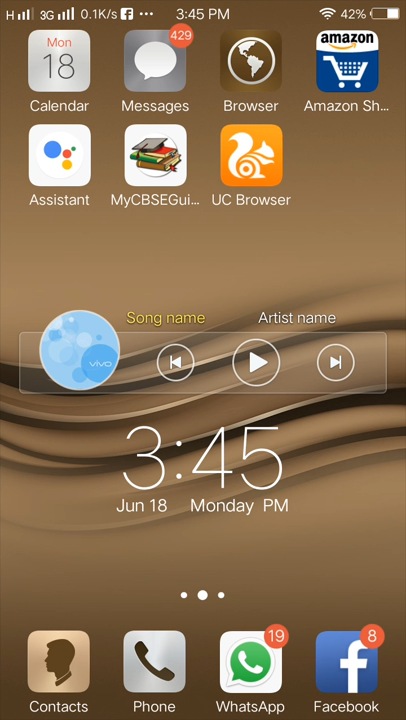 H 3G 0.1K/s f ... 3:45 PM 42%
Mon 429 amazon
18
Calendar Messages Browser Amazon Sh...
Assistant MyCBSEGui... UC Browser
Song name Artist name
vivo
3:45
Jun 18 Monday PM
19 8
f
Contacts Phone WhatsApp Facebook